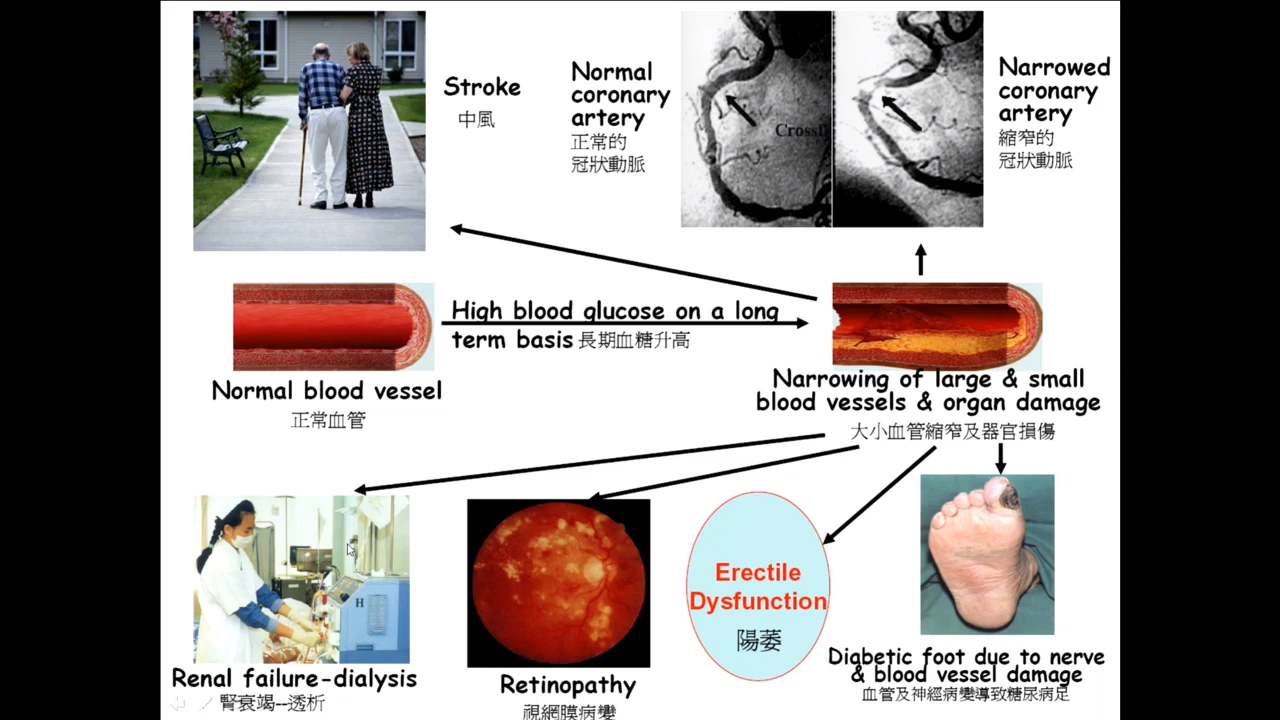 Stroke
中風
Normal
coronary
artery
正常的
冠狀動脈
Narrowed
coronary
artery
縮窄的
冠狀動脈
High blood glucose on a long
term basis 長期血糖升高
Normal blood vessel
正常血管
Narrowing of large & small
blood vessels & organ damage
大小血管縮窄及器官損傷
H
Renal failure-dialysis
腎衰竭--透析
Retinopathy
視網膜病變
Erectile
Dysfunction
陽萎
Diabetic foot due to nerve
& blood vessel damage
血管及神經病變導致糖尿病足